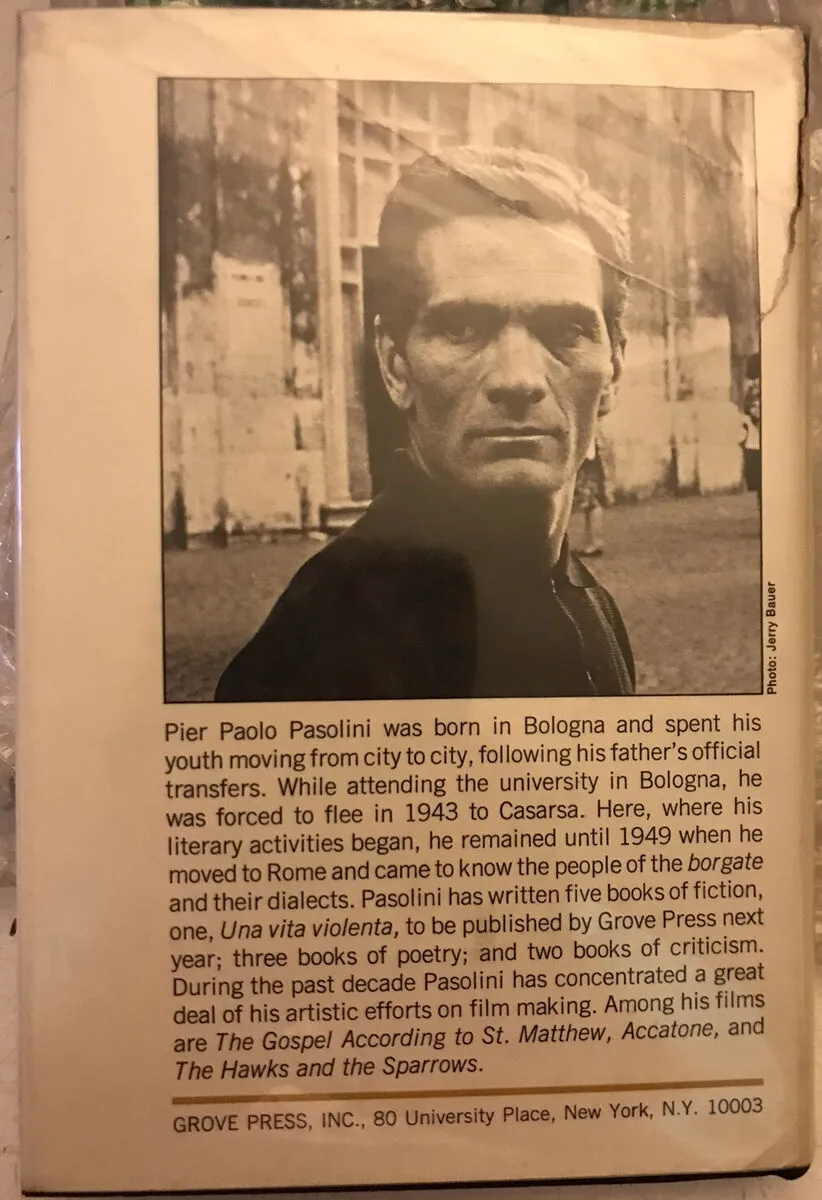 Photo: Jerry Bauer
Pier Paolo Pasolini was born in Bologna and spent his
youth moving from city to city, following his father's official
transfers. While attending the university in Bologna, he
was forced to flee in 1943 to Casarsa. Here, where his
literary activities began, he remained until 1949 when he
moved to Rome and came to know the people of the borgate
and their dialects. Pasolini has written five books of fiction,
one, Una vita violenta, to be published by Grove Press next
year; three books of poetry; and two books of criticism.
During the past decade Pasolini has concentrated a great
deal of his artistic efforts on film making. Among his films
are The Gospel According to St. Matthew, Accatone, and
The Hawks and the Sparrows.
GROVE PRESS, INC., 80 University Place, New York, N.Y. 10003